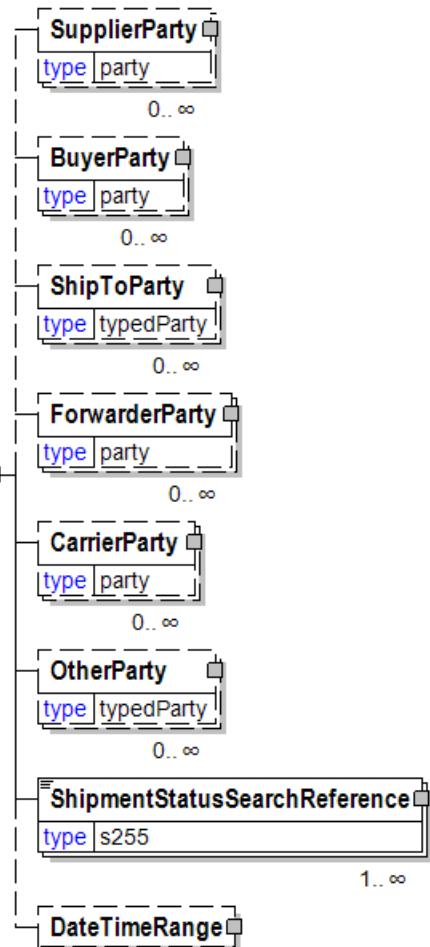 SupplierParty
type party
0.. ∞
BuyerParty
type party
0.. ∞
ShipToParty
type typedParty
0.. ∞
ForwarderParty
type party
0.. ∞
CarrierParty
type party
0.. ∞
OtherParty
type typedParty
0.. ∞
ShipmentStatusSearchReference
type s255
1.. ∞
DateTimeRange